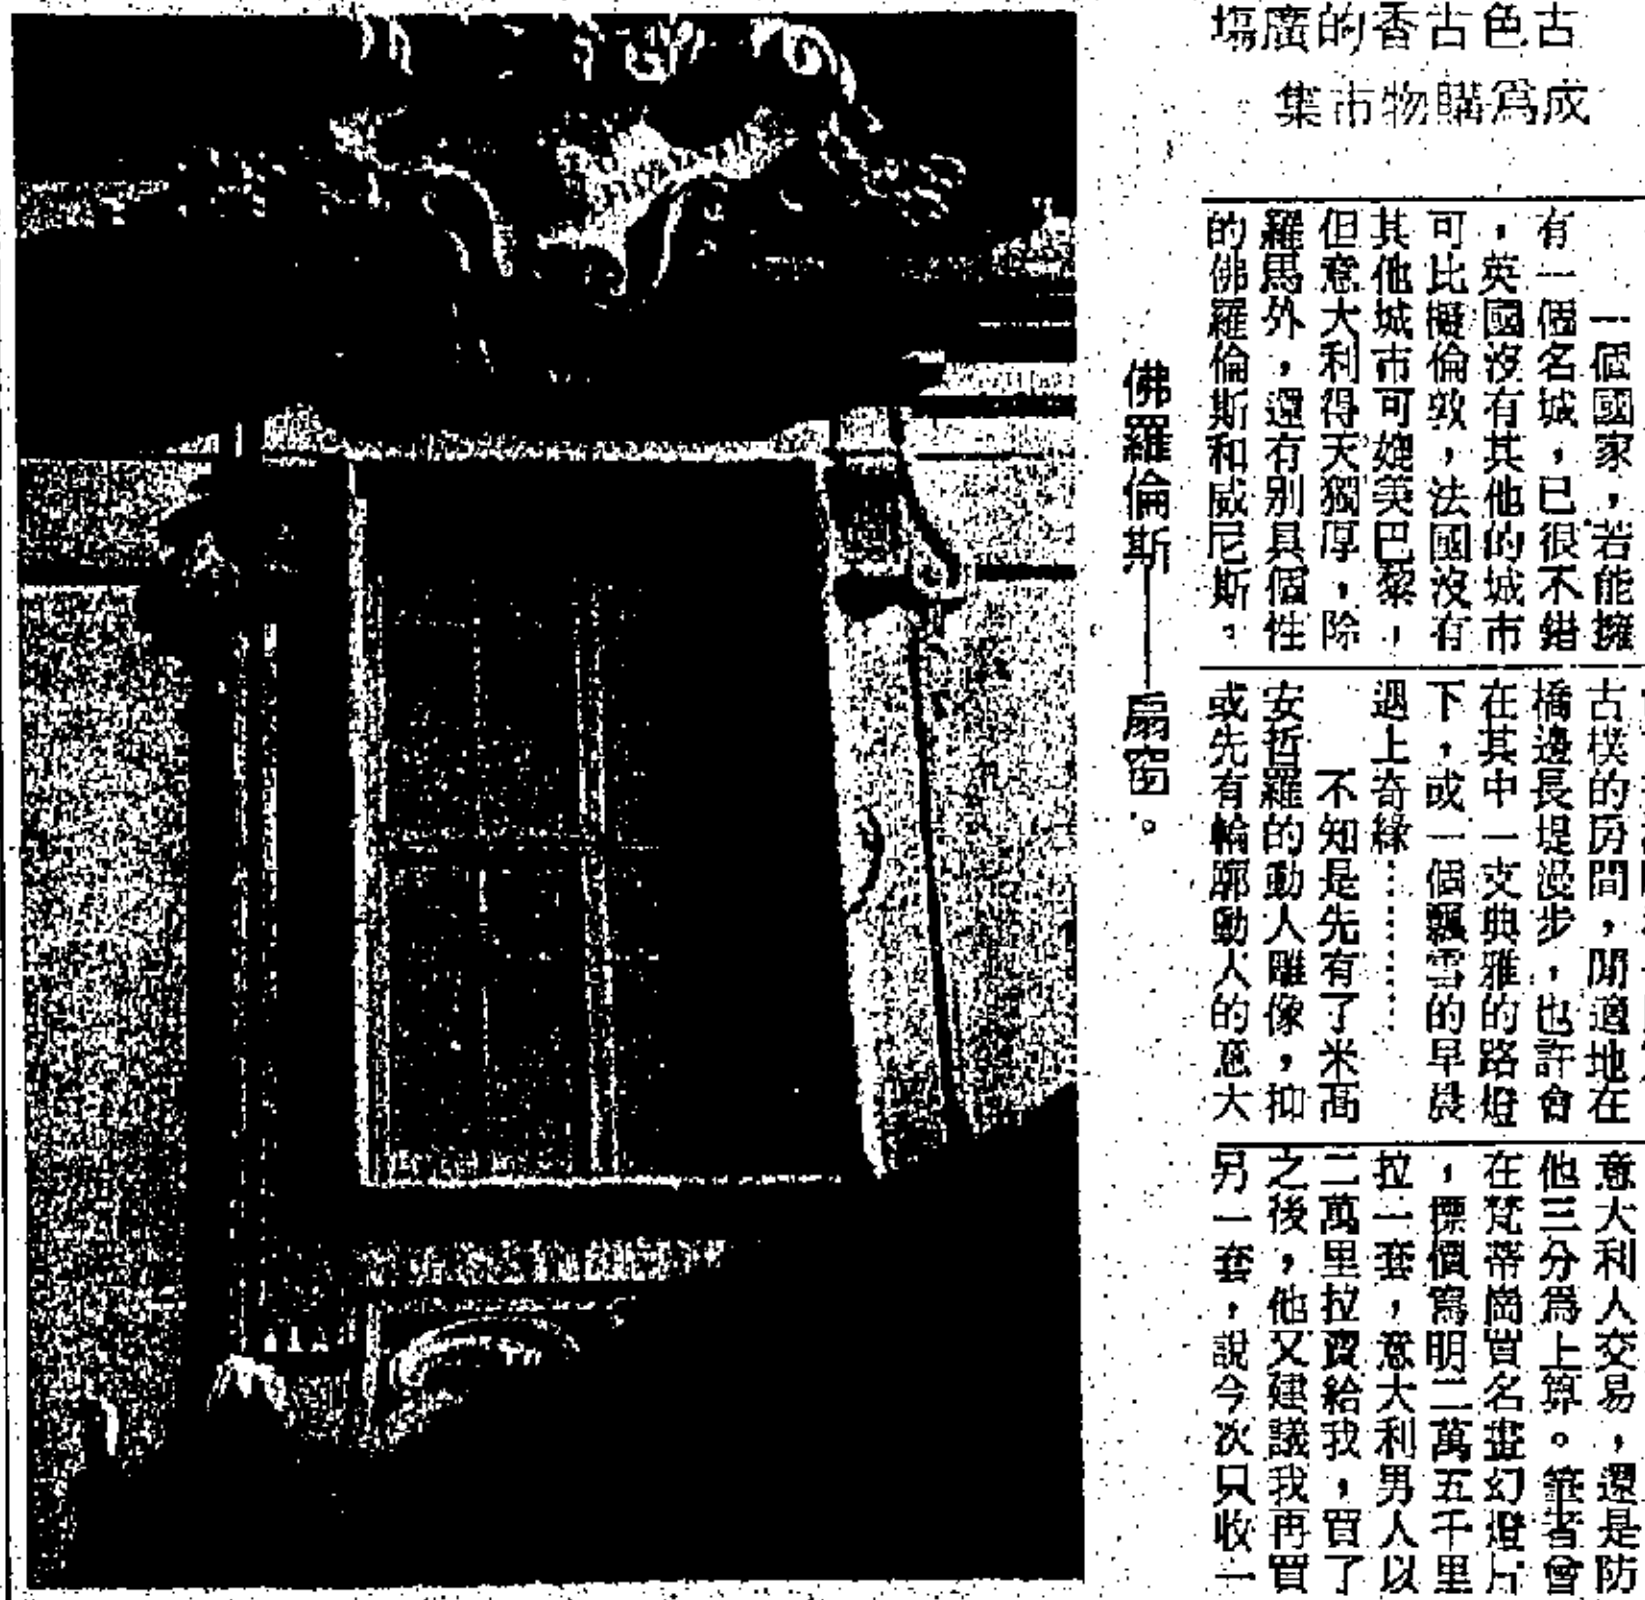 古色古香的廣塲
成爲購物市集
一個國家，若能擁
有一個名城，已很不錯
，英國沒有其他的城市
可比擬倫敦，法國沒有
其他城市可媲美巴黎，
但意大利得天獨厚，除
羅馬外，還有別具個性
的佛羅倫斯和威尼斯。
古樸的房間，閒適地在
橋邊長堤漫步，也許會
在其中一支典雅的路燈
下，或一個飄雪的早晨
遇上奇緣…………
不知是先有了米高
安哲羅的動人雕像，抑
或先有輪廓動人的意大
意大利人交易，還是防
他三分爲上算。筆者曾
在梵蒂崗買名畫幻燈片
，標價寫明二萬五千里
拉一套，意大利男人以
二萬里拉賣給我，買了
之後，他又建議我再買
另一套，說今次只收一
佛羅倫斯——扇窗。